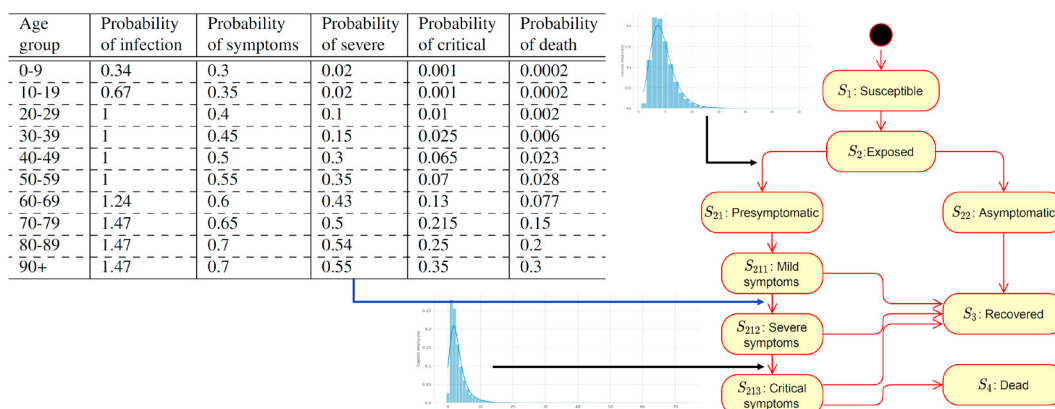 Age group Probability of infection Probability of symptoms Probability of severe Probability of critical Probability of death
0-9 0.34 0.3 0.02 0.001 0.0002
10-19 0.67 0.35 0.02 0.001 0.0002
20-29 1 0.4 0.1 0.01 0.002
30-39 1 0.45 0.15 0.025 0.006
40-49 1 0.5 0.3 0.065 0.023
50-59 1 0.55 0.35 0.07 0.028
60-69 1.24 0.6 0.43 0.13 0.077
70-79 1.47 0.65 0.5 0.215 0.15
80-89 1.47 0.7 0.54 0.25 0.2
90+ 1.47 0.7 0.55 0.35 0.3
S1: Susceptible
S2:Exposed
S21: Presymptomatic
S22: Asymptomatic
S211: Mild
symptoms
S212: Severe
symptoms
S3: Recovered
S213: Critical
symptoms
S4: Dead